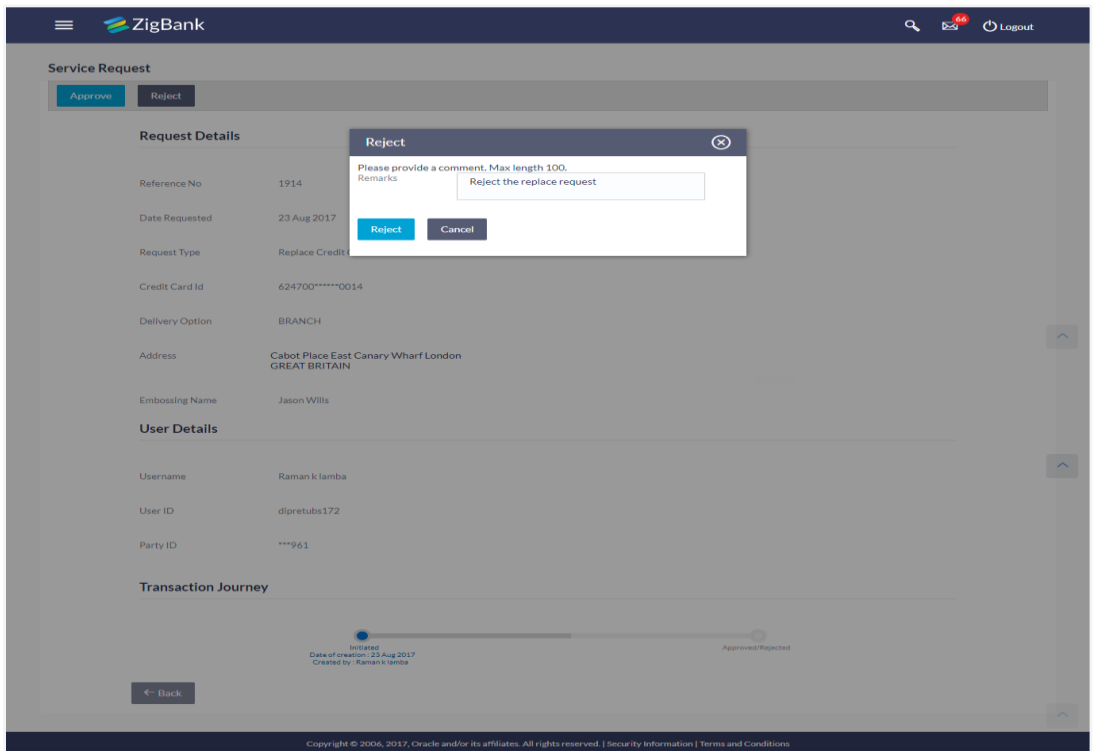 ZigBank
66
Logout
Service Request
Approve Reject
Request Details
Reject
Please provide a comment. Max length 100.
Remarks Reject the replace request
Reject Cancel
Reference No 1914
Date Requested 23 Aug 2017
Request Type Replace Credit
Credit Card Id 624700******0014
Delivery Option BRANCH
Address Cabot Place East Canary Wharf London
GREAT BRITAIN
Embossing Name Jason Wills
User Details
Username Raman k lamba
User ID dipretubs172
Party ID ***961
Transaction Journey
Initiated Approved/Rejected
Date of creation : 23 Aug 2017
Created by : Raman k lamba
Back
Copyright © 2006, 2017, Oracle and/or its affiliates. All rights reserved. | Security Information | Terms and Conditions